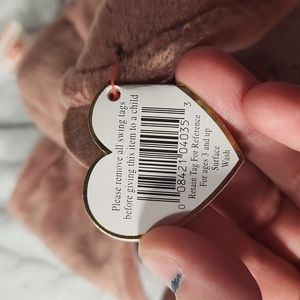 Please remove all swing tags
before giving this item to a child
0 08421 04035 3
Retain Tag For Reference
For ages 3 and up
Surface
Wash